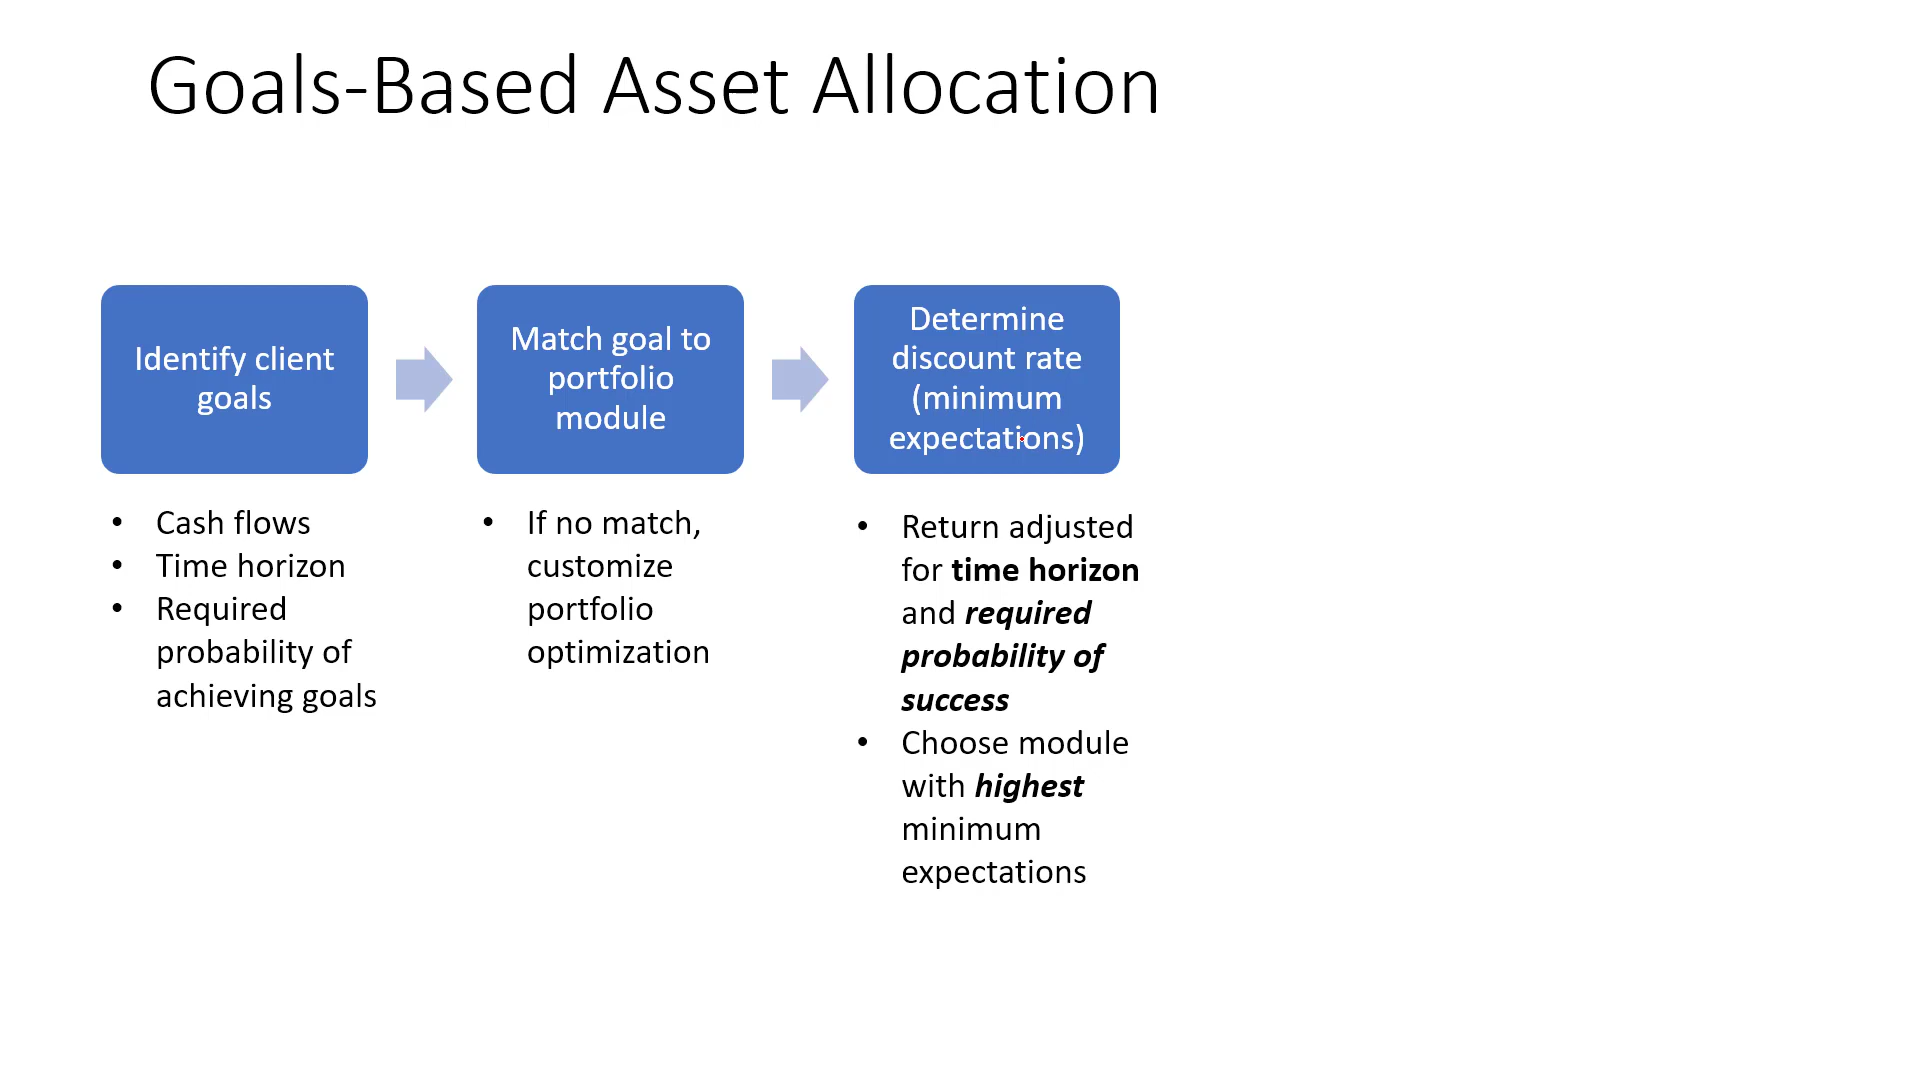 Goals-Based Asset Allocation
Identify client
goals
• Cash flows
• Time horizon
• Required
probability of
achieving goals
Match goal to
portfolio
module
• If no match,
customize
portfolio
optimization
Determine
discount rate
(minimum
expectations)
• Return adjusted
for time horizon
and required
probability of
success
• Choose module
with highest
minimum
expectations